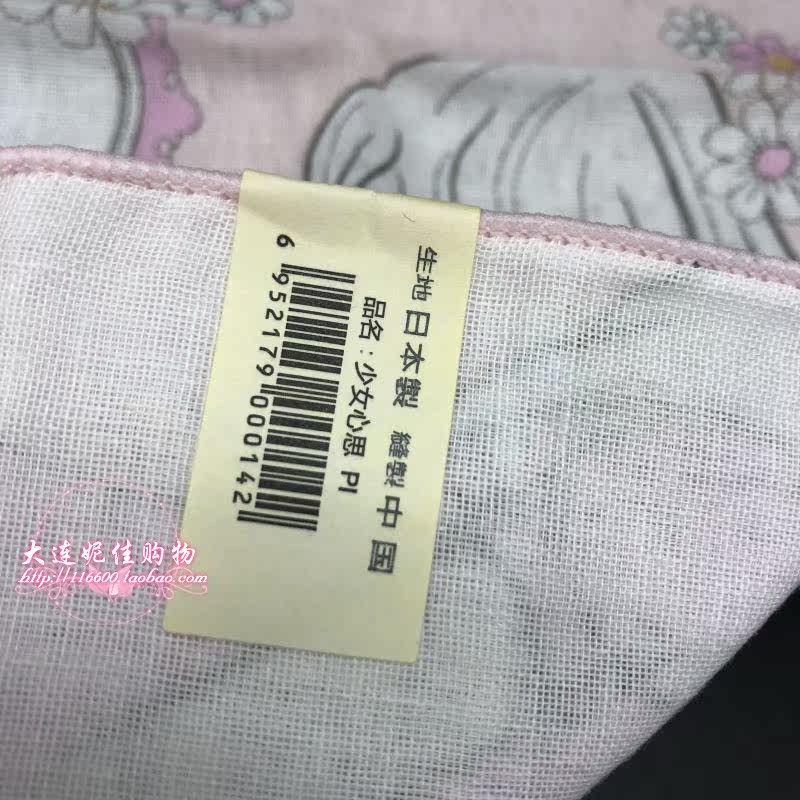 生地 日本製 縫製 中国
品名：少女心思 PI
6 952179 000142
大连妮佳购物
http://116600.taobao.com